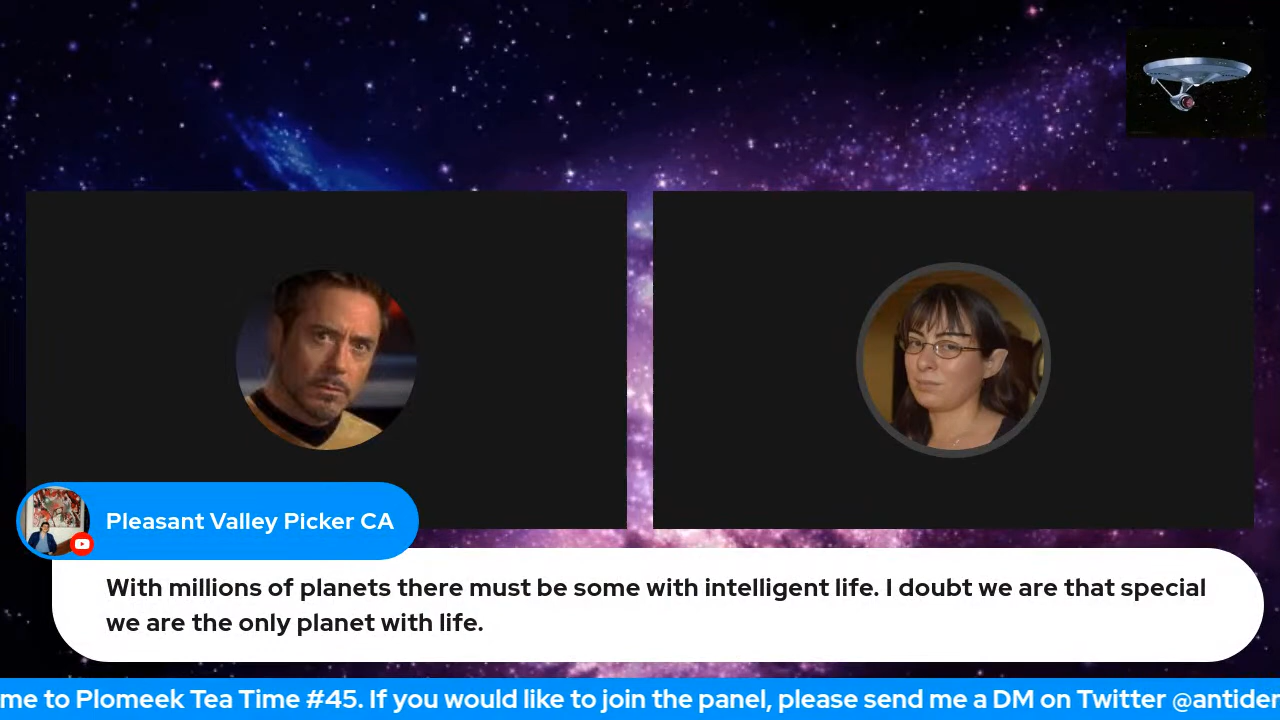 Pleasant Valley Picker CA
With millions of planets there must be some with intelligent life. I doubt we are that special
we are the only planet with life.
me to Plomeek Tea Time #45. If you would like to join the panel, please send me a DM on Twitter @antider